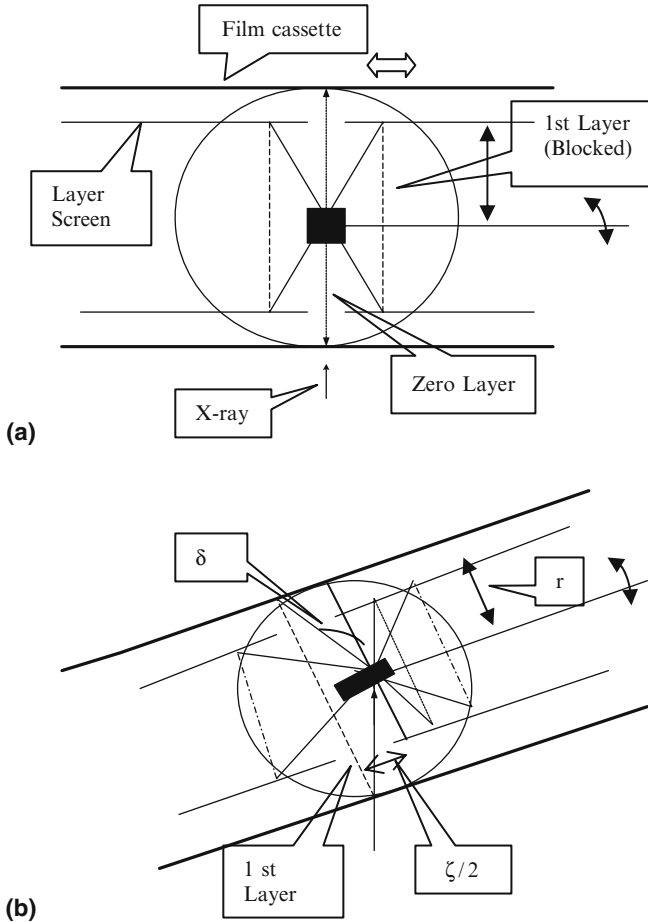 Film cassette
1st Layer
(Blocked)
Layer
Screen
Zero Layer
X-ray
(a)
δ
r
1 st
Layer
ζ/2
(b)